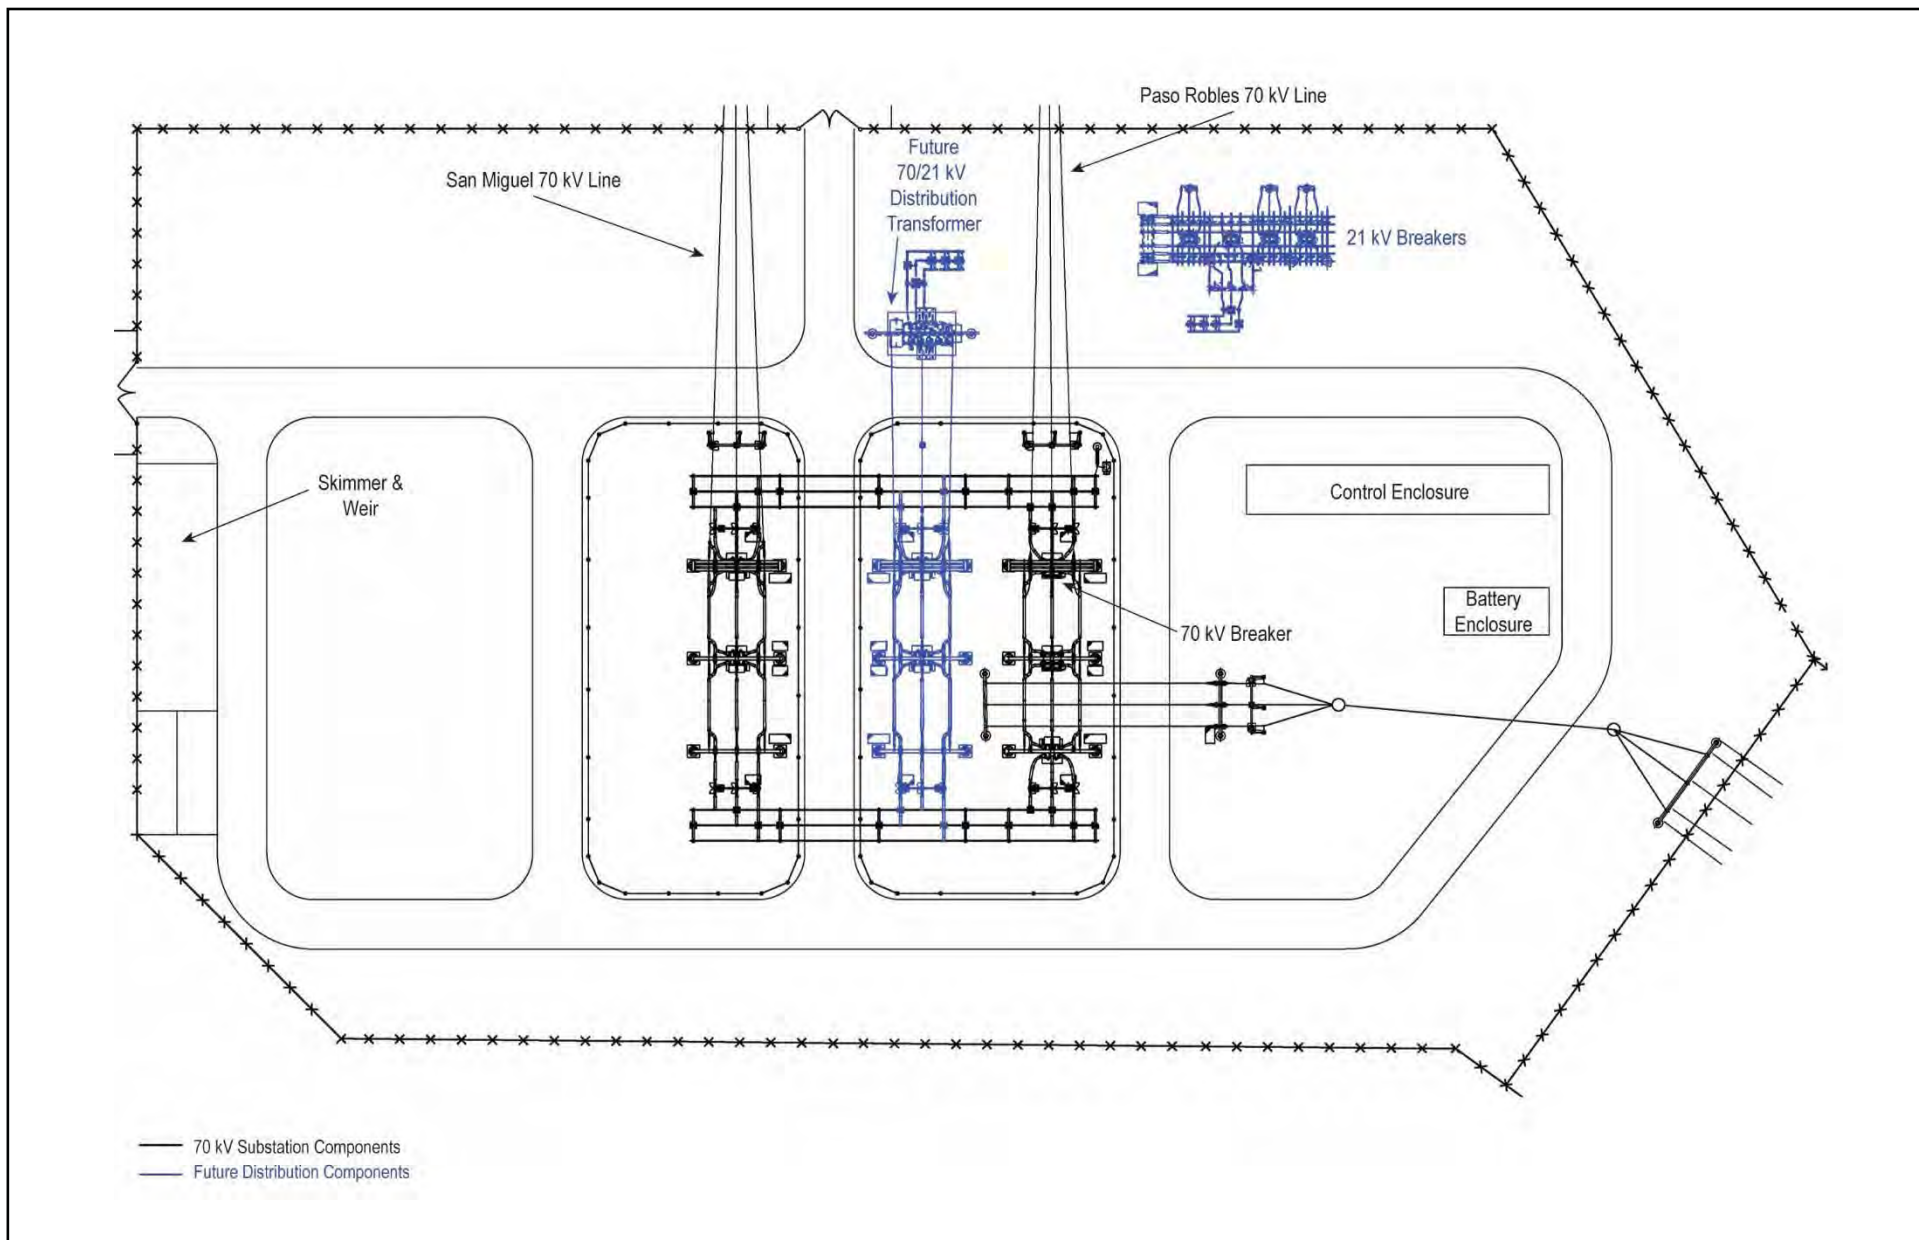 Paso Robles 70 kV Line
San Miguel 70 kV Line
Future
70/21 kV
Distribution
Transformer
21 kV Breakers
Skimmer &
Weir
Control Enclosure
Battery
Enclosure
70 kV Breaker
70 kV Substation Components
Future Distribution Components